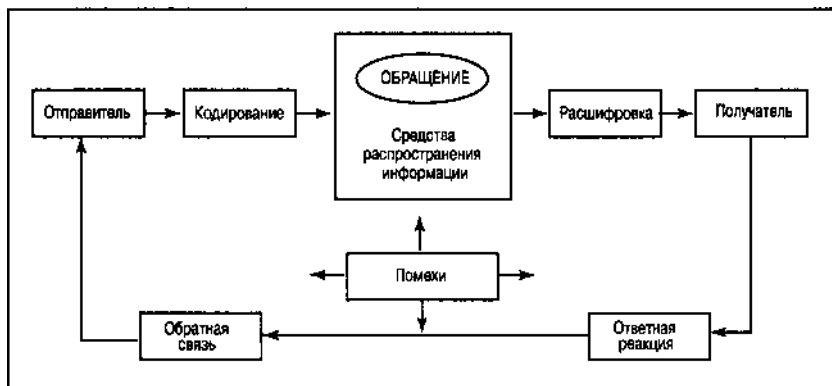 ОБРАЩЕНИЕ
Отправитель
Кодирование
Средства
распространения
информации
Расшифровка
Получатель
Помехи
Обратная
связь
Ответная
реакция